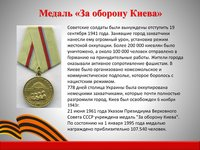 Медаль «За оборону Киева»
Советские солдаты были вынуждены отступить 19
сентября 1941 года. Занявшие город захватчики
нанесли ему огромный урон, установив режим
жестокой оккупации. Более 200 000 киевлян было
уничтожено, а около 100 000 человек отправлено в
Германию на принудительные работы. Жители города
оказывали активное сопротивление фашистам. В
Киеве было организовано комсомольское и
коммунистическое подполье, которое боролось с
нацистским режимом.
778 дней столица Украины была оккупирована
немецкими захватчиками, которые почти полностью
разгромили город. Киев был освобожден 6 ноября
1943г.
21 июня 1961 года Указом Президиума Верховного
Совета СССР учреждена медаль "За оборону Киева".
По состоянию на 1 января 1995 года медалью
награждено приблизительно 107.540 человек.